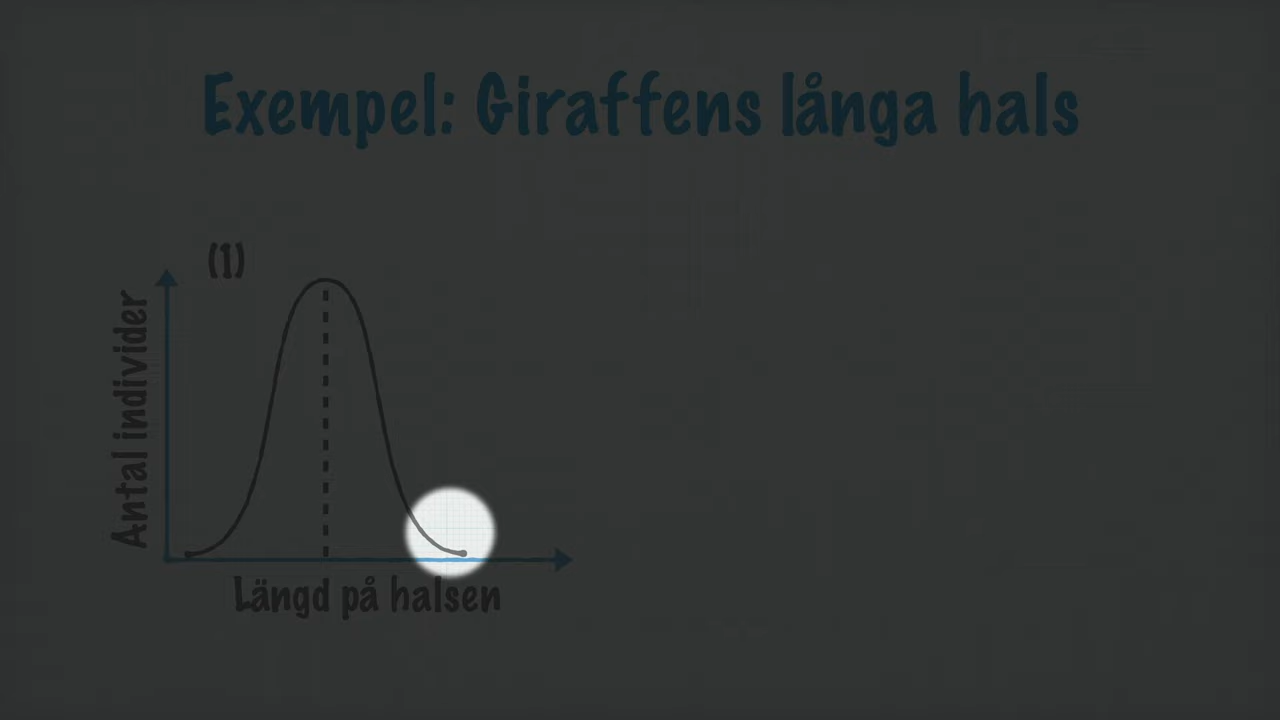 Exempel: Giraffens långa hals
(1)
Antal individer
Längd på halsen